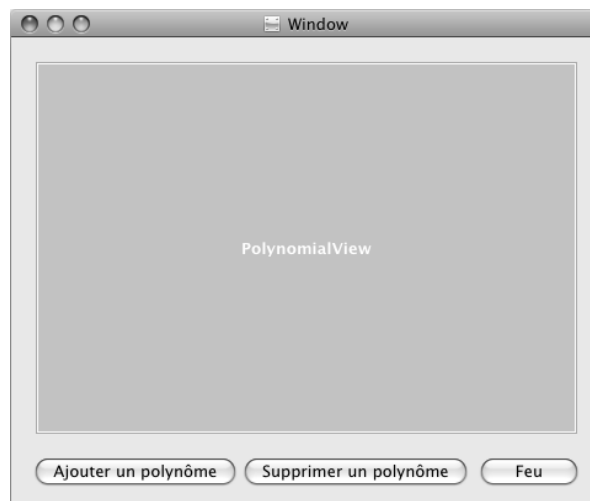 Window
PolynomialView
Ajouter un polynôme
Supprimer un polynôme
Feu